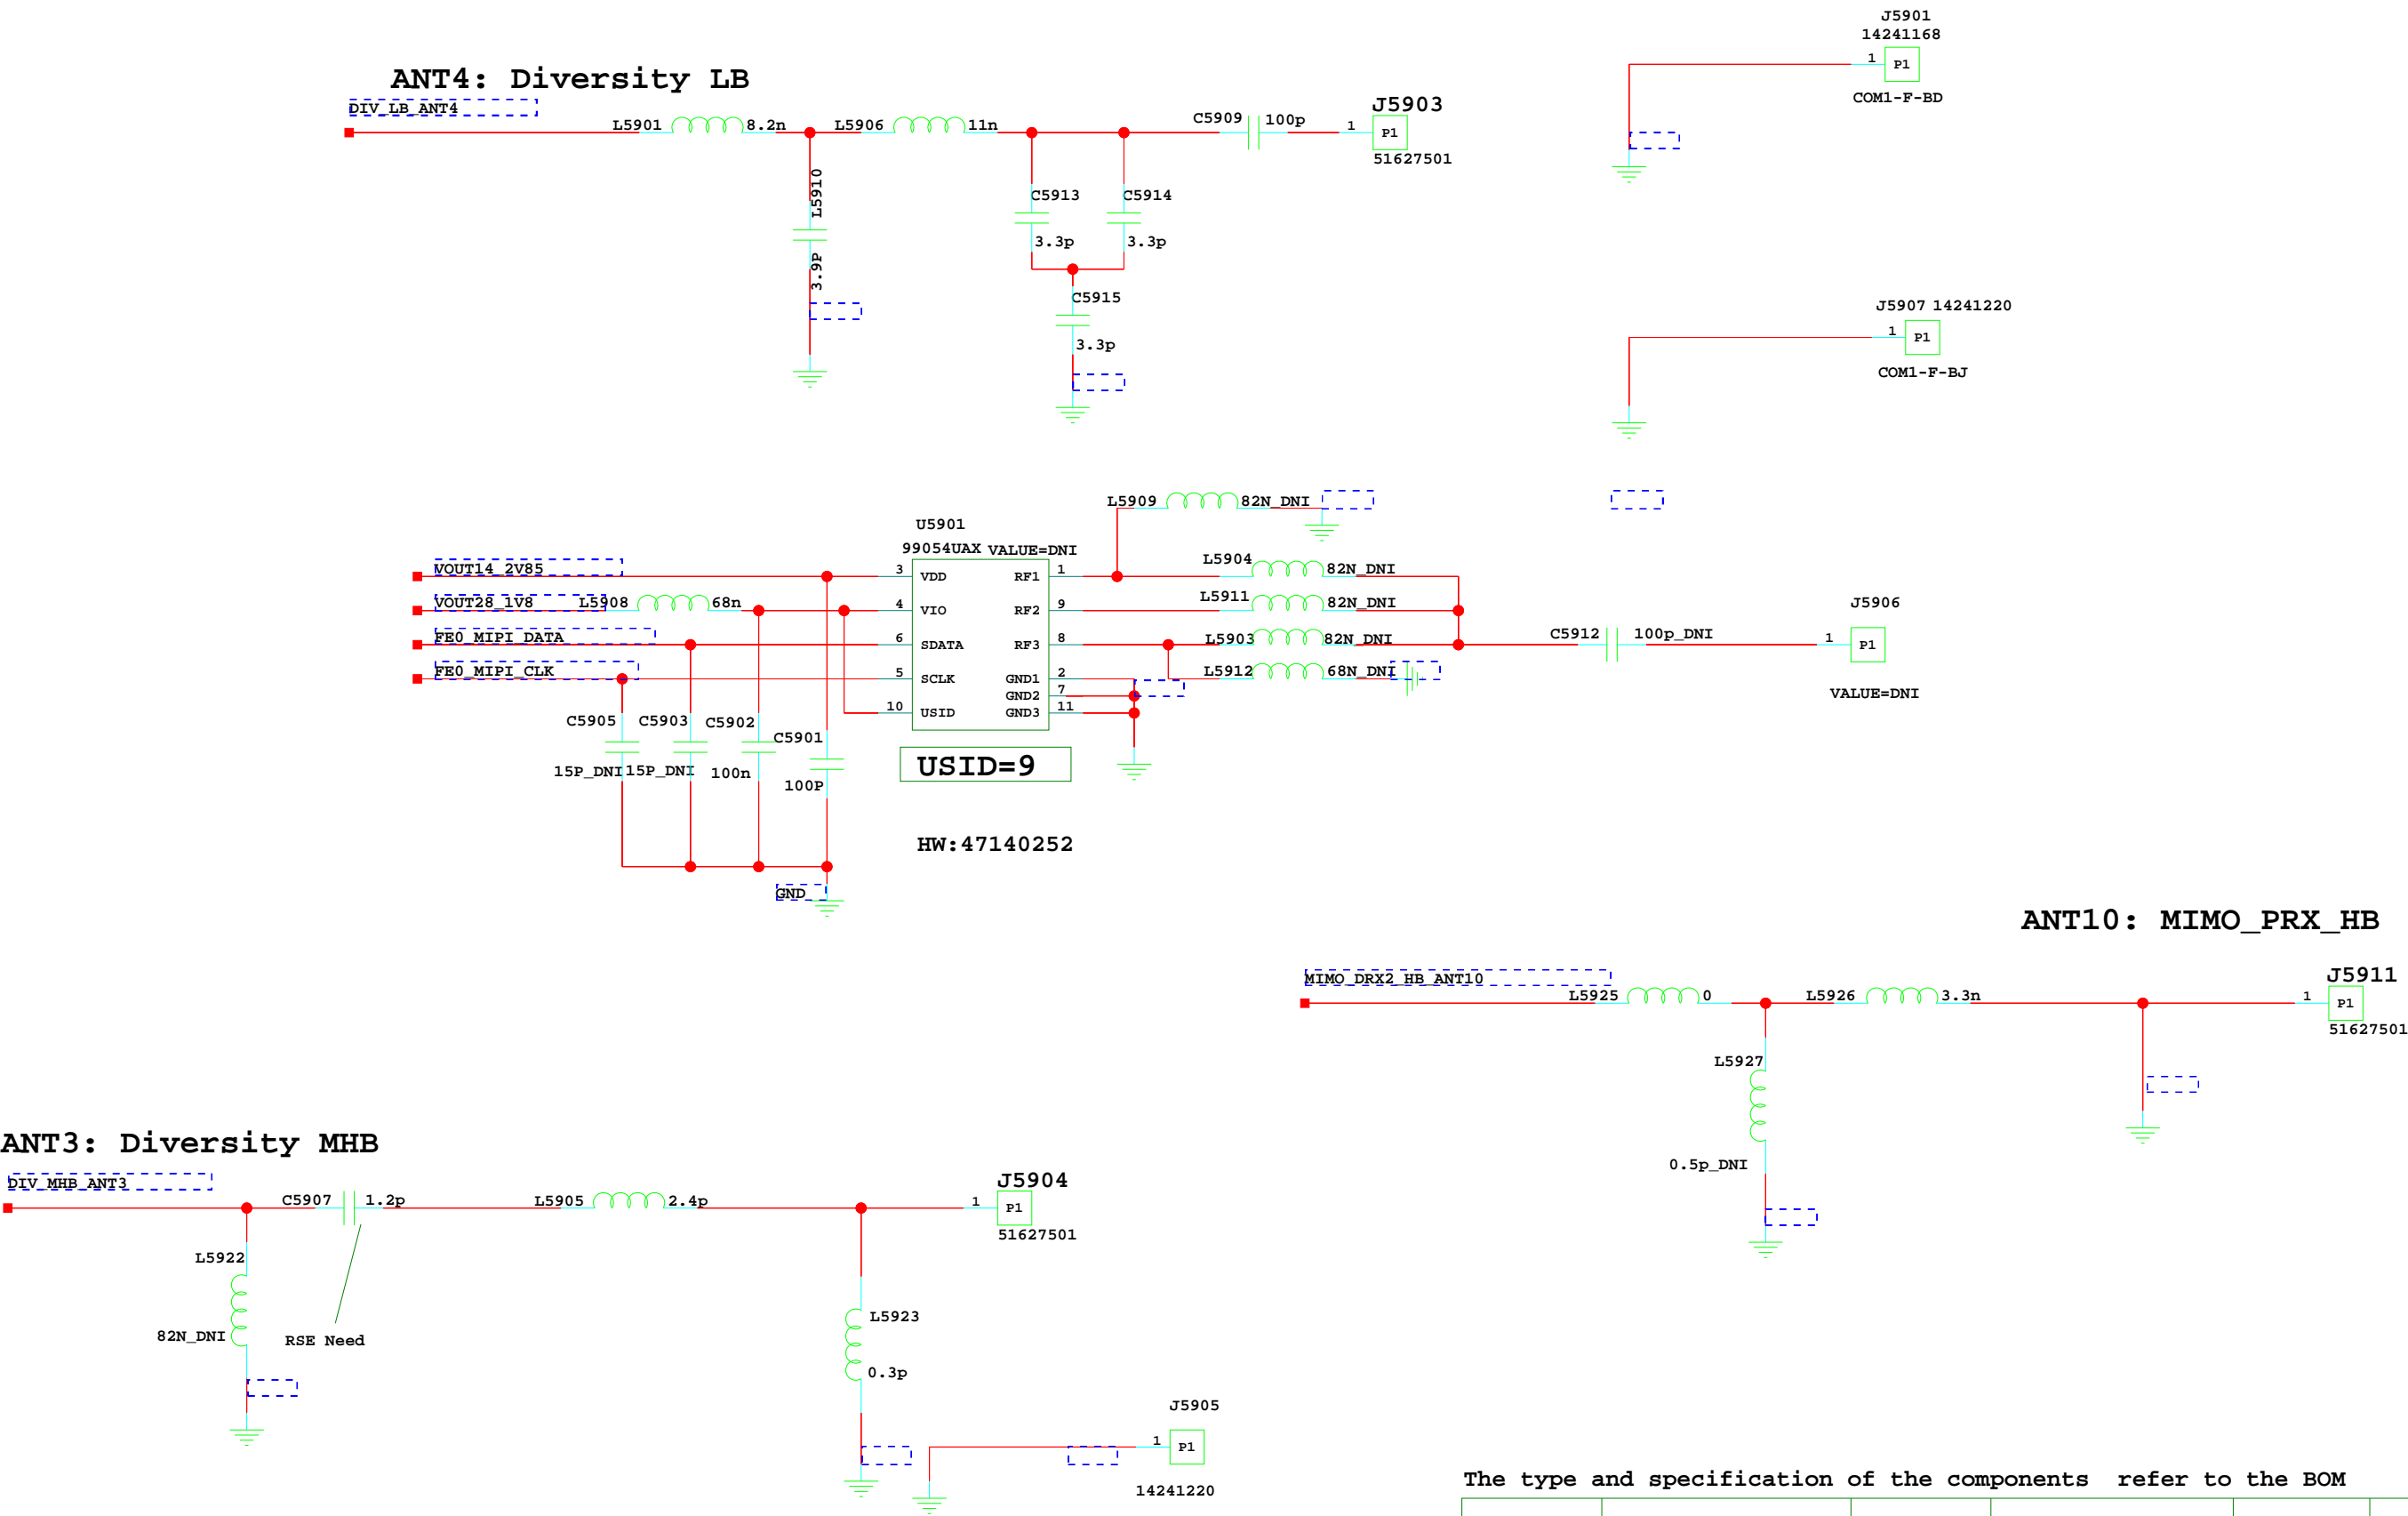 J5901
14241168
1 P1
COM1-F-BD
ANT4: Diversity LB
DIV_LB_ANT4
L5901 8.2n L5906 11n
C5909 100p
1 P1
J5903
51627501
L5910
3.9P
C5913
3.3p
C5914
3.3p
C5915
3.3p
J5907 14241220
1 P1
COM1-F-BJ
L5909 82N_DNI
U5901
99054UAX VALUE=DNI
VOUT14_2V85
VOUT28_1V8
L5908 68n
FE0_MIPI_DATA
FE0_MIPI_CLK
3 VDD RF1 1
4 VIO RF2 9
6 SDATA RF3 8
5 SCLK GND1 2
GND2 7
10 USID GND3 11
L5904 82N_DNI
L5911 82N_DNI
L5903 82N_DNI
L5912 68N_DNI
C5912 100p_DNI
J5906
1 P1
VALUE=DNI
C5905
15P_DNI
C5903
15P_DNI
C5902
100n
C5901
100P
USID=9
HW:47140252
GND
ANT10: MIMO_PRX_HB
MIMO_DRX2_HB_ANT10
L5925 0 L5926 3.3n
1 P1
J5911
51627501
L5927
0.5p_DNI
ANT3: Diversity MHB
DIV_MHB_ANT3
C5907 1.2p
L5905 2.4p
1 P1
J5904
51627501
L5922
82N_DNI
RSE Need
L5923
0.3p
J5905
1 P1
14241220
The type and specification of the components refer to the BOM